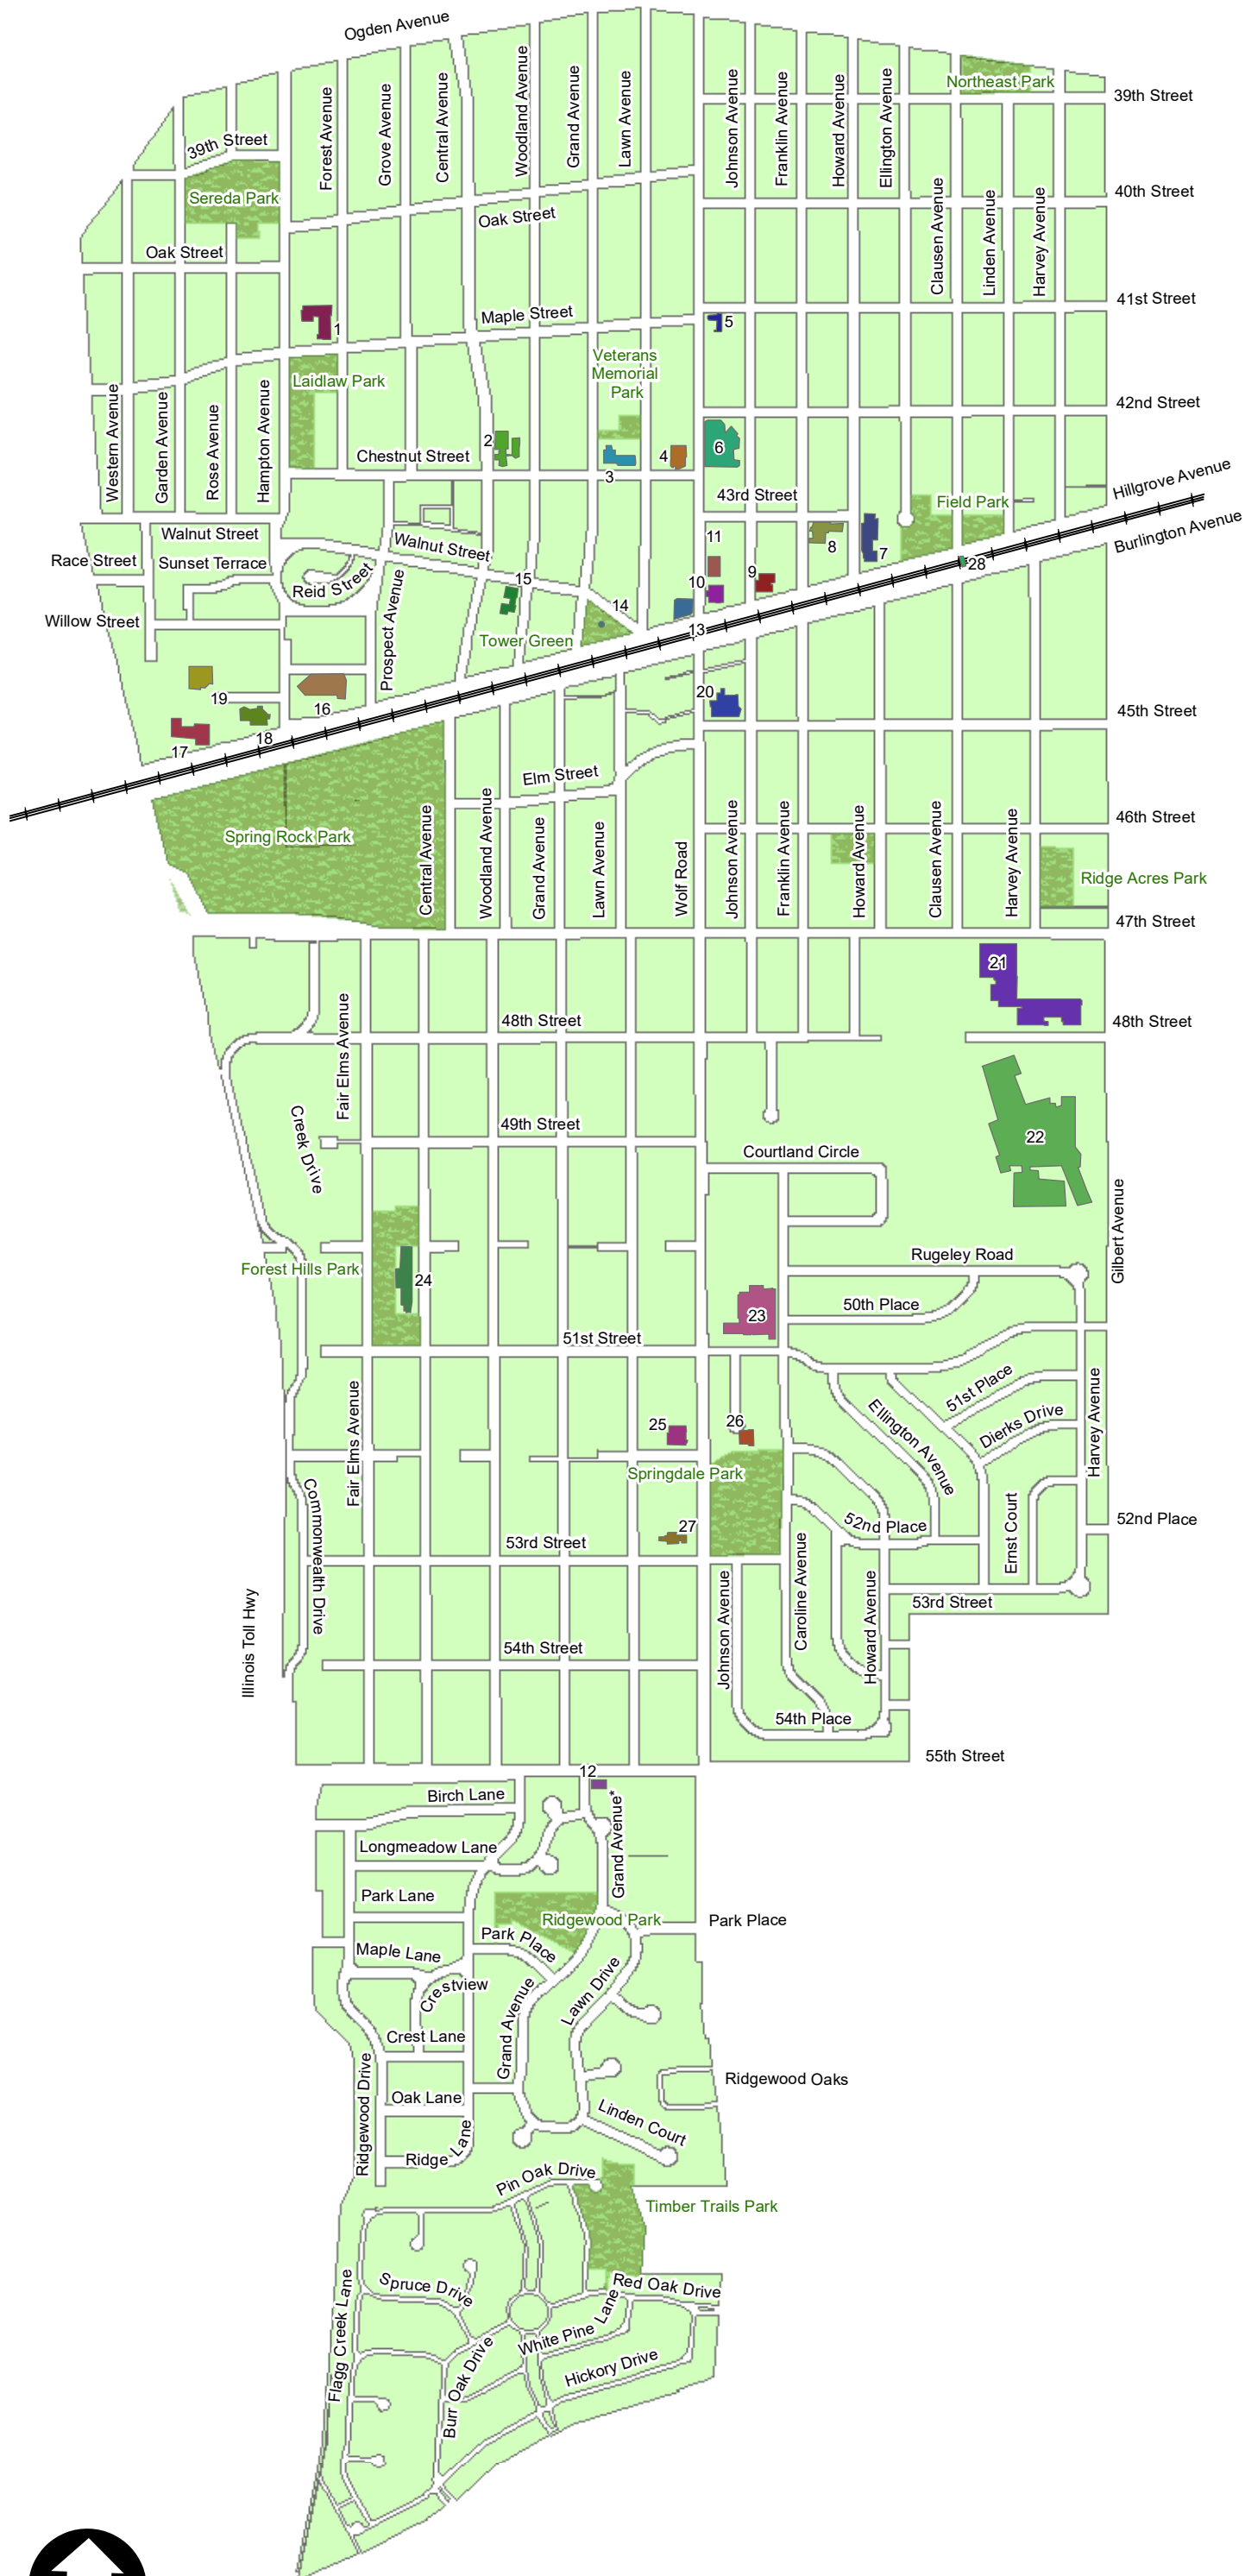 Ogden Avenue
Forest Avenue
Grove Avenue
Central Avenue
Woodland Avenue
Grand Avenue
Lawn Avenue
Johnson Avenue
Franklin Avenue
Howard Avenue
Ellington Avenue
Northeast Park
39th Street
39th Street
Sereda Park
40th Street
Oak Street
Clausen Avenue
Linden Avenue
Harvey Avenue
Oak Street
41st Street
Maple Street
1
5
Veterans
Memorial
Park
Laidlaw Park
Western Avenue
Garden Avenue
Rose Avenue
Hampton Avenue
42nd Street
2
Chestnut Street
3
4
6
43rd Street
Hillgrove Avenue
Field Park
Burlington Avenue
Walnut Street
Walnut Street
11
8
7
Race Street
Sunset Terrace
Reid Street
28
15
10
9
Willow Street
Prospect Avenue
14
Tower Green
13
19
16
20
45th Street
17
18
Elm Street
46th Street
Spring Rock Park
Central Avenue
Woodland Avenue
Grand Avenue
Lawn Avenue
Wolf Road
Johnson Avenue
Franklin Avenue
Howard Avenue
Clausen Avenue
Harvey Avenue
Ridge Acres Park
47th Street
21
Fair Elms Avenue
48th Street
48th Street
Creek Drive
49th Street
22
Courtland Circle
Gilbert Avenue
Rugeley Road
Forest Hills Park
24
50th Place
23
51st Street
51st Place
Fair Elms Avenue
Ellington Avenue
Dierks Drive
Harvey Avenue
25
26
Springdale Park
Commonwealth Drive
52nd Place
52nd Place
27
Ernst Court
53rd Street
Caroline Avenue
Johnson Avenue
Howard Avenue
53rd Street
Illinois Toll Hwy
54th Street
54th Place
55th Street
12
Birch Lane
Grand Avenue*
Longmeadow Lane
Park Lane
Ridgewood Park
Park Place
Park Place
Maple Lane
Crestview
Lawn Drive
Grand Avenue
Crest Lane
Ridgewood Drive
Ridgewood Oaks
Oak Lane
Linden Court
Ridge Lane
Pin Oak Drive
Timber Trails Park
Spruce Drive
Red Oak Drive
Flagg Creek Lane
White Pine Lane
Burr Oak Drive
Hickory Drive